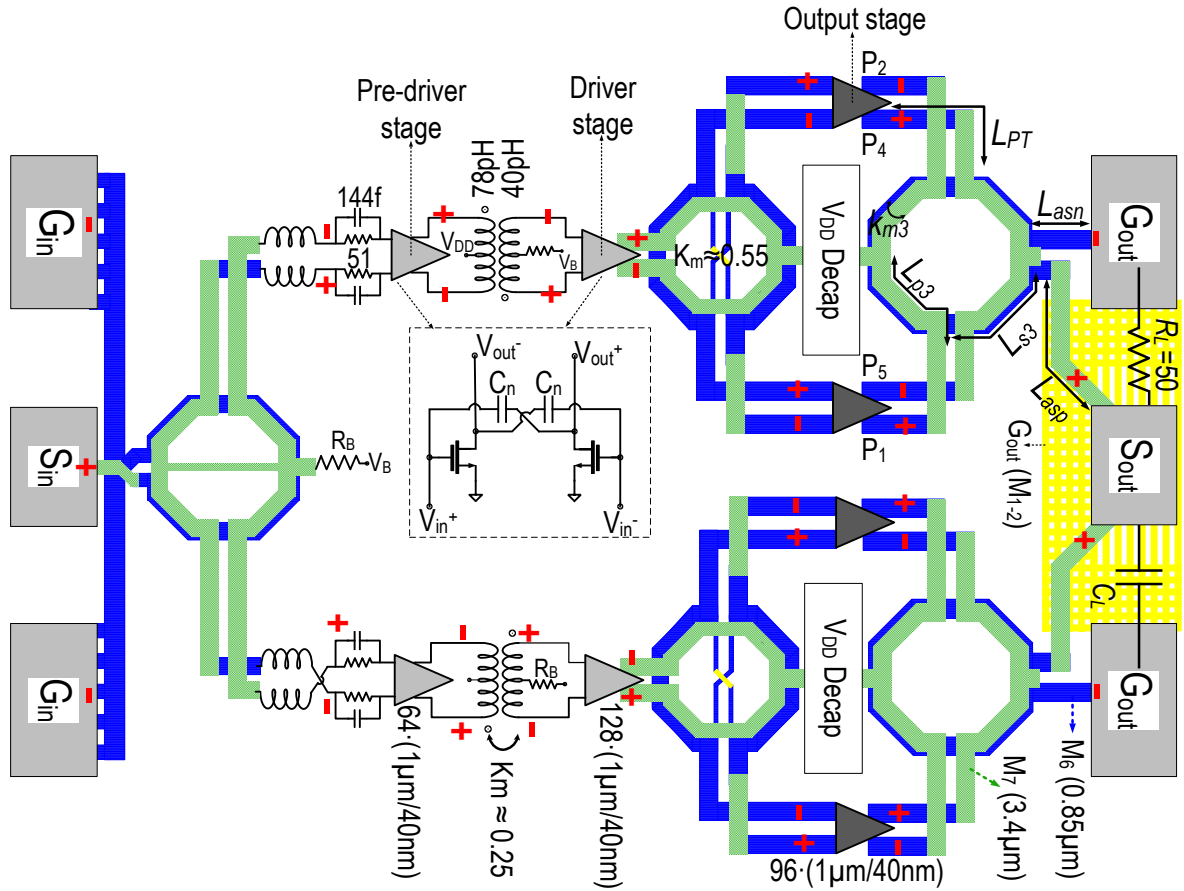 Output stage
Pre-driver
stage
Driver
stage
P2
P4
LPT
Gin
Sin
Gin
144f
51
78pH
40pH
VDD
VB
Km≈0.55
VDD Decap
km3
Lp3
Ls3
Lasn
Lasp
Gout
RL =50
Sout
Gout (M1-2)
CL
Gout
P5
P1
RB
VB
Vout-
Vout+
Cn
Cn
Vin+
Vin-
RB
VDD Decap
64·(1µm/40nm)
Km ≈ 0.25
128·(1µm/40nm)
96·(1µm/40nm)
M7 (3.4µm)
M6 (0.85µm)